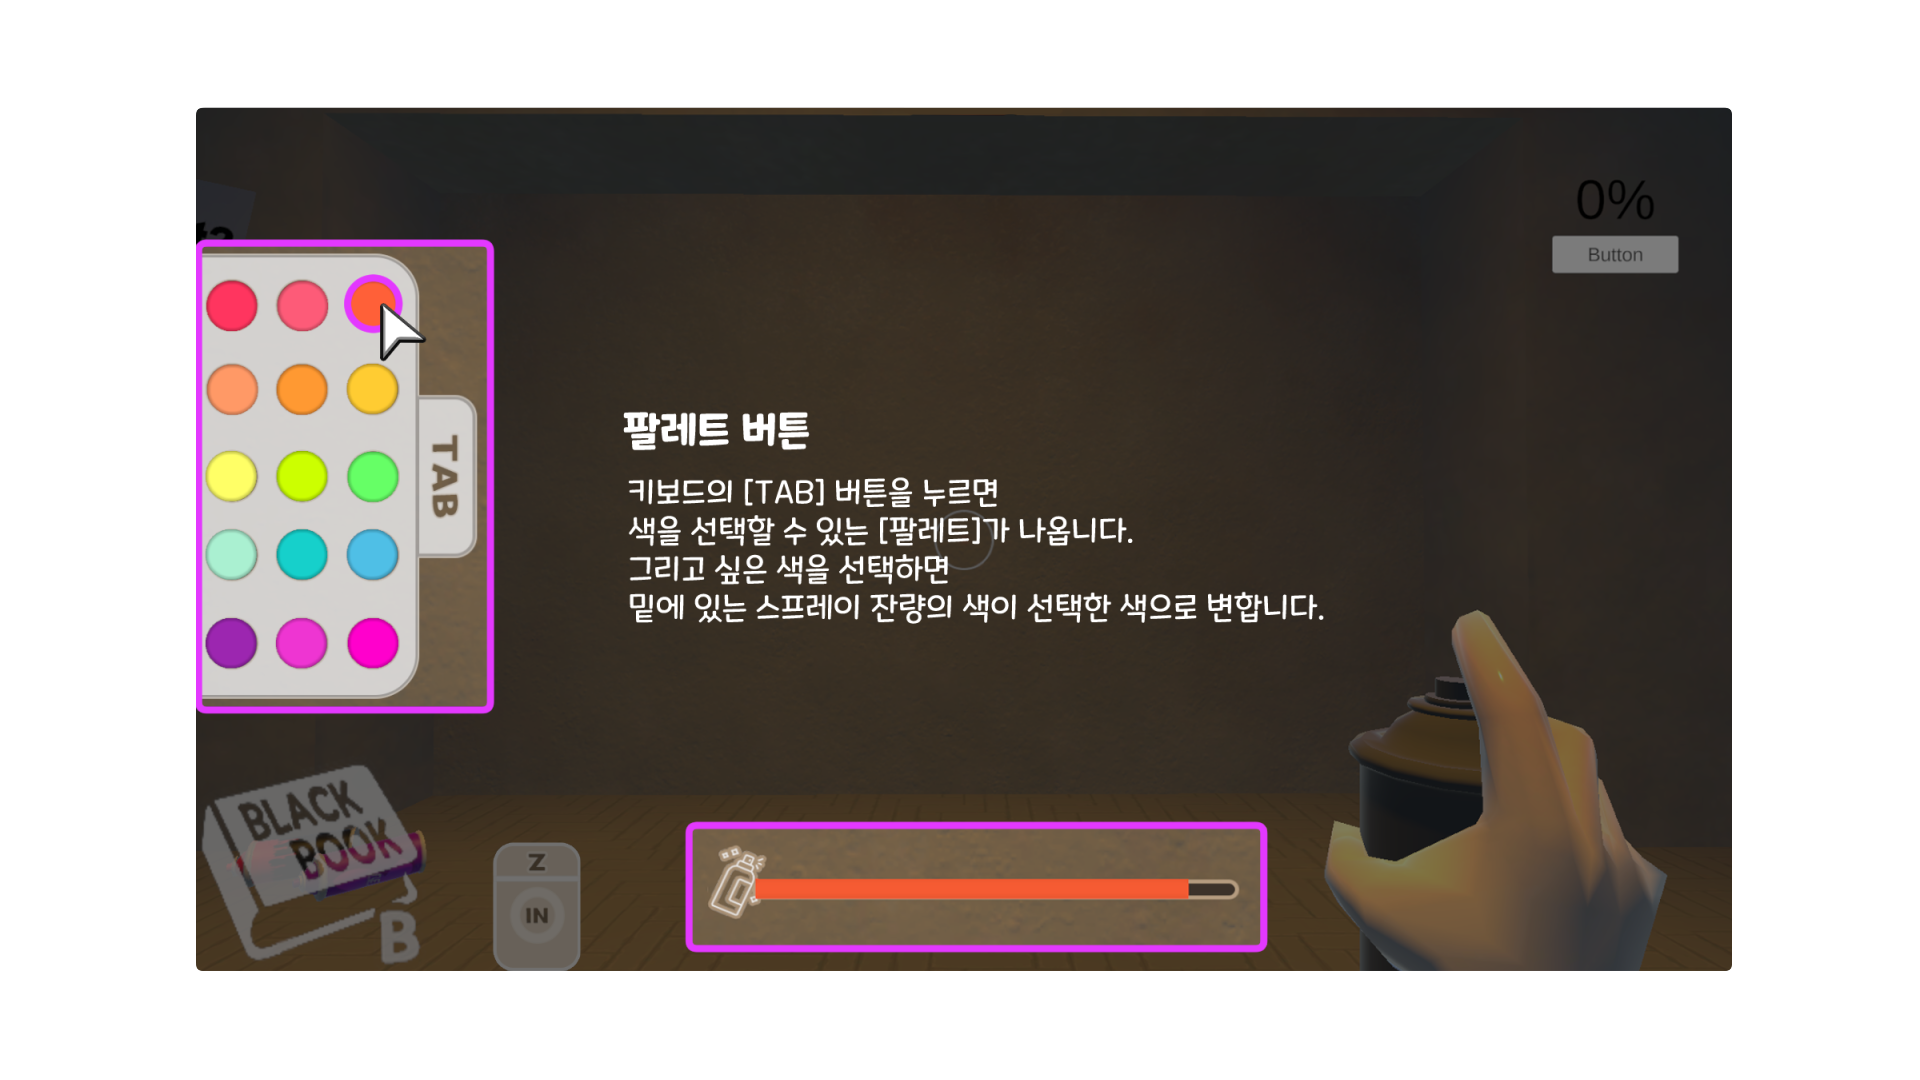 0%
Button
TAB
팔레트 버튼
키보드의 [TAB] 버튼을 누르면
색을 선택할 수 있는 [팔레트]가 나옵니다.
그리고 싶은 색을 선택하면
밑에 있는 스프레이 잔량의 색이 선택한 색으로 변합니다.
BLACK
BOOK
B
Z
IN